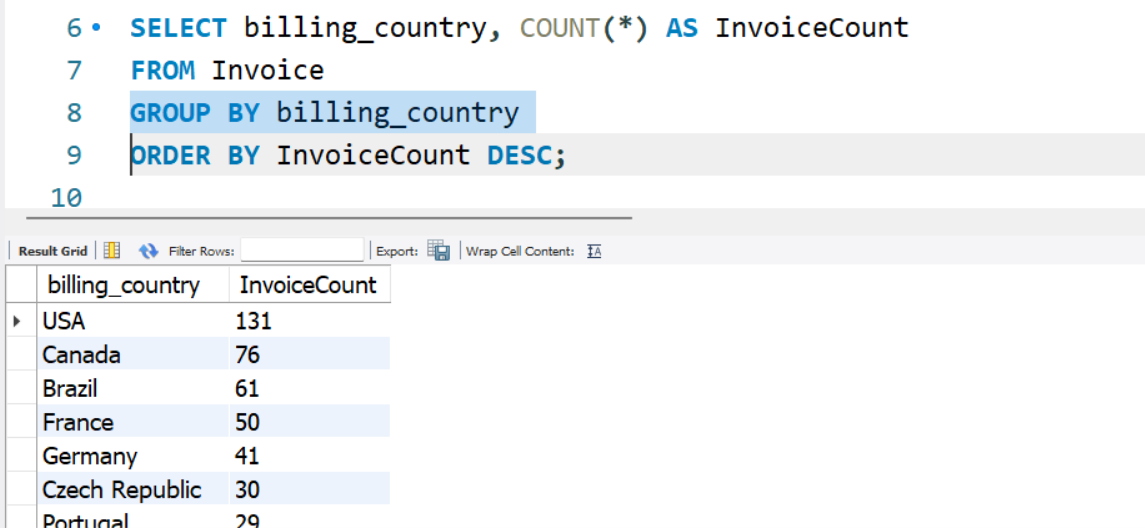 6 SELECT billing_country, COUNT(*) AS InvoiceCount
7 FROM Invoice
8 GROUP BY billing_country
9 ORDER BY InvoiceCount DESC;
10
Result Grid Filter Rows: Export: Wrap Cell Content: IA
billing_country InvoiceCount
USA 131
Canada 76
Brazil 61
France 50
Germany 41
Czech Republic 30
Portugal 29